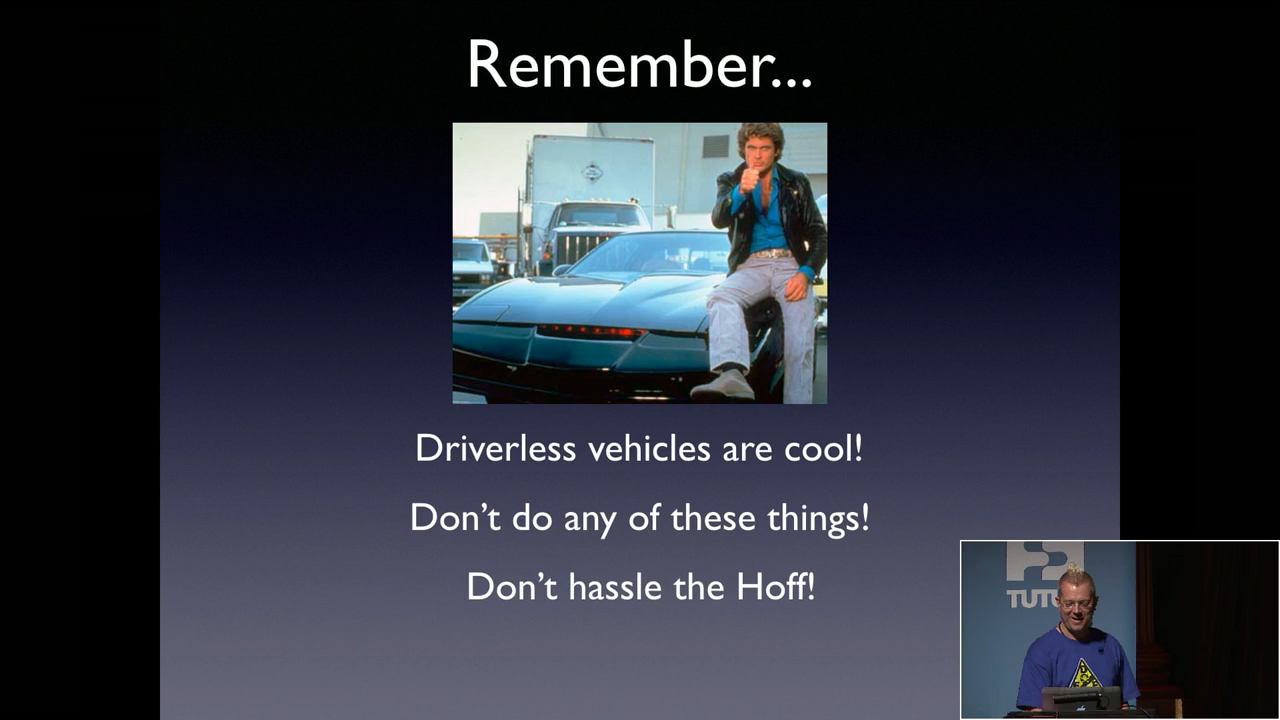 Remember...
Driverless vehicles are cool!
Don't do any of these things!
Don't hassle the Hoff!